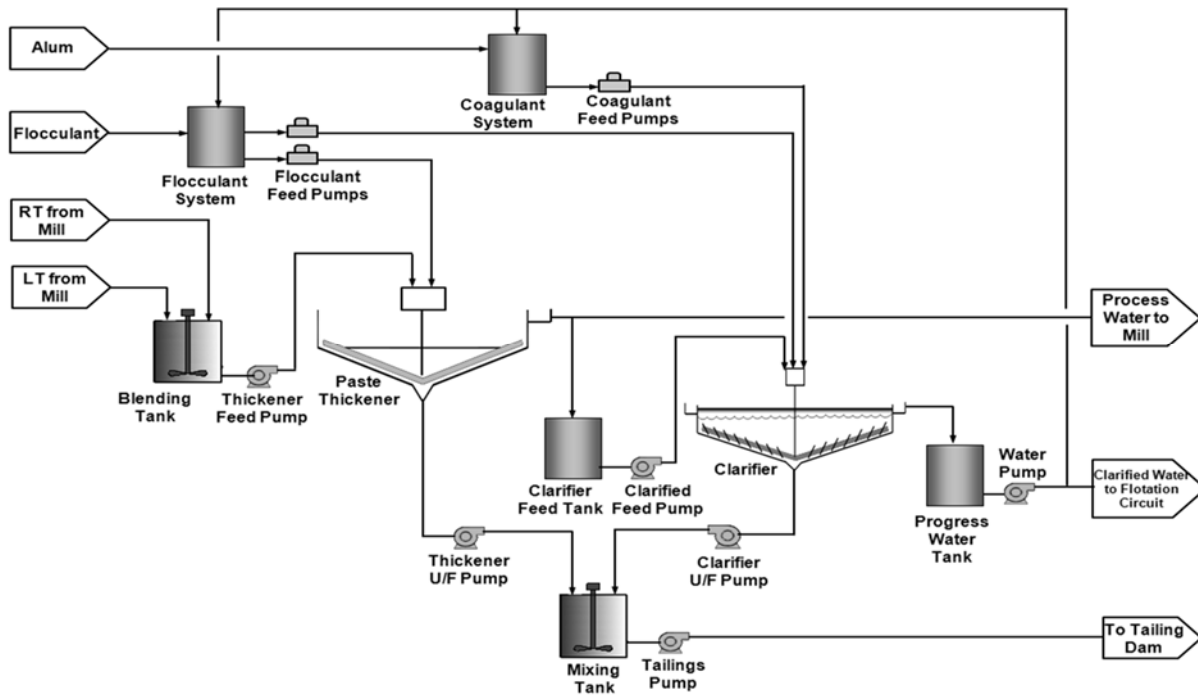 Alum
Coagulant
System
Coagulant
Feed Pumps
Flocculant
Flocculant
System
Flocculant
Feed Pumps
RT from
Mill
LT from
Mill
Blending
Tank
Thickener
Feed Pump
Paste
Thickener
Process
Water to
Mill
Clarifier
Feed Tank
Clarified
Feed Pump
Clarifier
Water
Pump
Progress
Water
Tank
Clarified Water
to Flotation
Circuit
Thickener
U/F Pump
Clarifier
U/F Pump
Mixing
Tank
Tailings
Pump
To Tailing
Dam